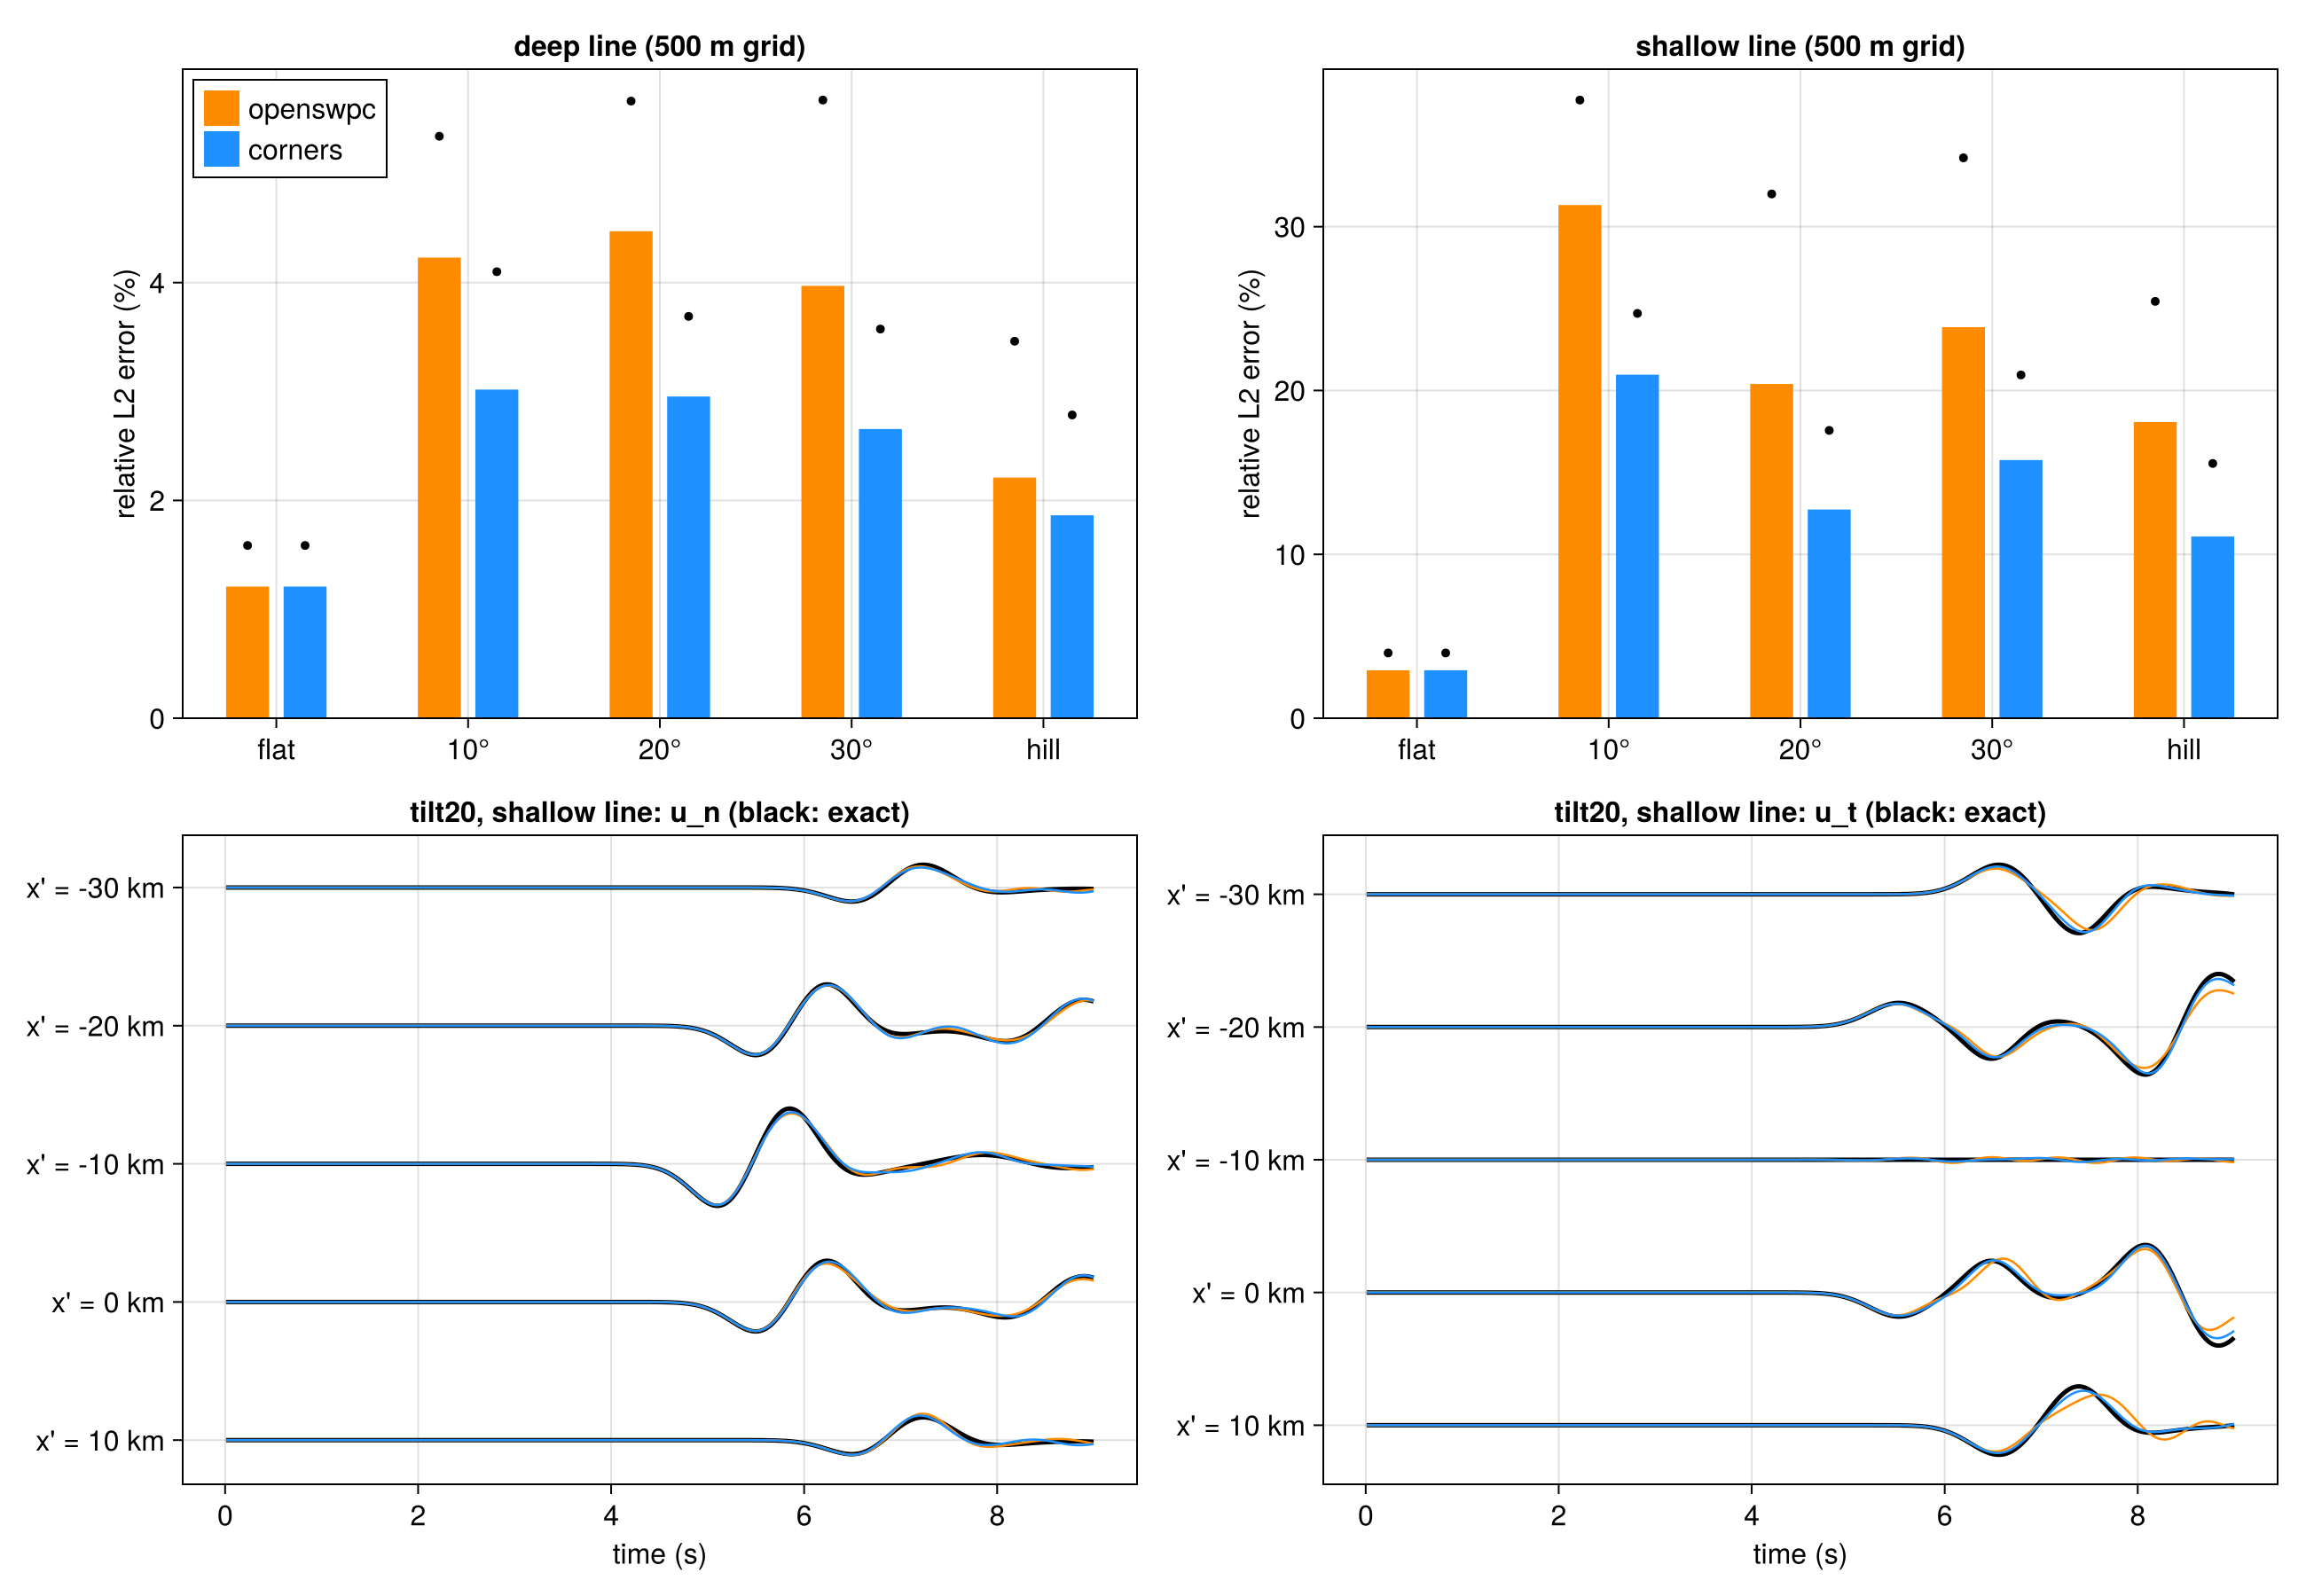 deep line (500 m grid)
relative L2 error (%)
4
2
0
openswpc
corners
flat
10°
20°
30°
hill
shallow line (500 m grid)
relative L2 error (%)
30
20
10
0
flat
10°
20°
30°
hill
tilt20, shallow line: u_n (black: exact)
x' = -30 km
x' = -20 km
x' = -10 km
x' = 0 km
x' = 10 km
0
2
4
6
8
time (s)
tilt20, shallow line: u_t (black: exact)
x' = -30 km
x' = -20 km
x' = -10 km
x' = 0 km
x' = 10 km
0
2
4
6
8
time (s)